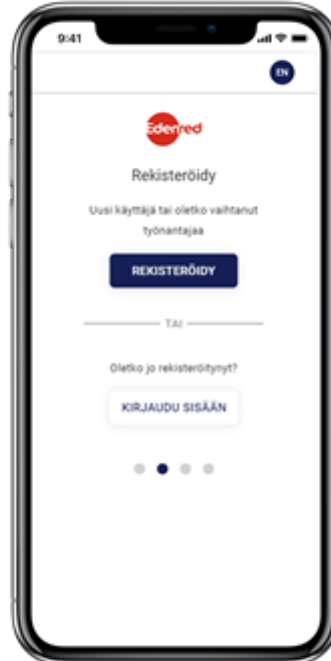 9:41
EN
Edenred
Rekisteröidy
Uusi käyttäjä tai oletko vaihtanut
työnantajaa
REKISTERÖIDY
TAI
Oletko jo rekisteröitynyt?
KIRJAUDU SISÄÄN